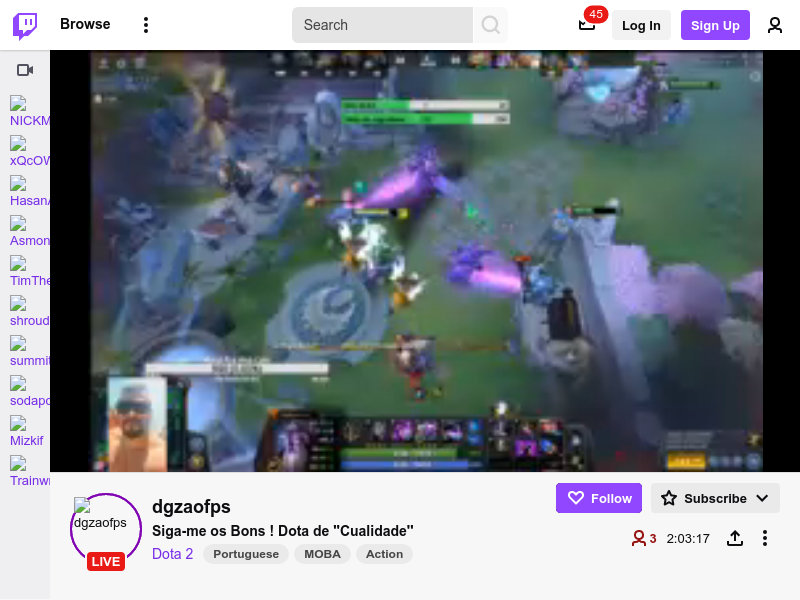 Browse
Search
45
Log In
Sign Up
NICKM
xQcOW
HasanA
Asmon
TimThe
shroud
summit
sodapo
Mizkif
Trainw
dgzaofps
LIVE
dgzaofps
Siga-me os Bons ! Dota de "Cualidade"
Dota 2
Portuguese
MOBA
Action
Follow
Subscribe
3
2:03:17